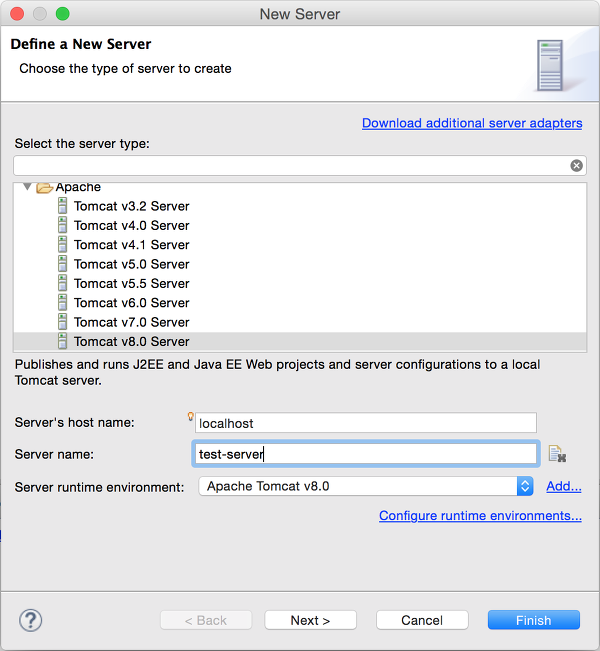 New Server
Define a New Server
Choose the type of server to create
Download additional server adapters
Select the server type:
Apache
Tomcat v3.2 Server
Tomcat v4.0 Server
Tomcat v4.1 Server
Tomcat v5.0 Server
Tomcat v5.5 Server
Tomcat v6.0 Server
Tomcat v7.0 Server
Tomcat v8.0 Server
Publishes and runs J2EE and Java EE Web projects and server configurations to a local
Tomcat server.
Server's host name: localhost
Server name: test-server
Server runtime environment: Apache Tomcat v8.0 Add...
Configure runtime environments...
? < Back Next > Cancel Finish